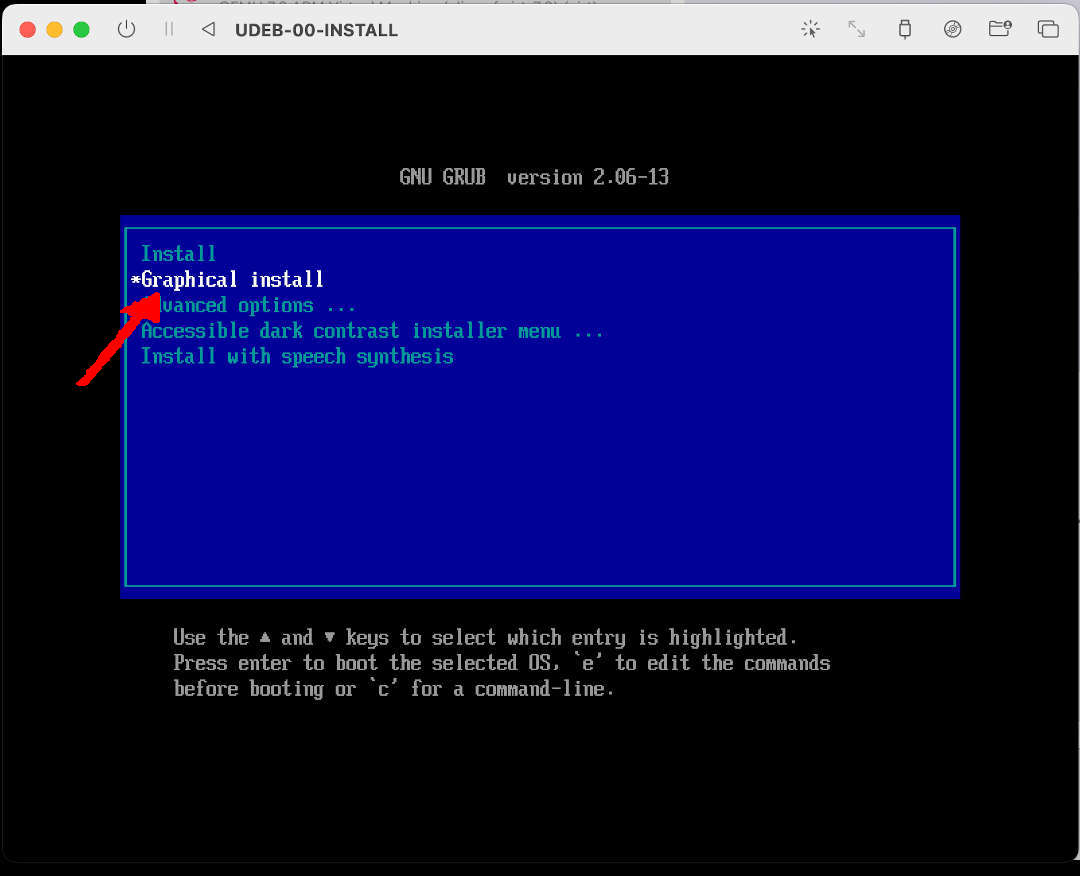 UDEB-00-INSTALL
GNU GRUB version 2.06-13
Install
*Graphical install
dvanced options ...
Accessible dark contrast installer menu ...
Install with speech synthesis
Use the ▲ and ▼ keys to select which entry is highlighted.
Press enter to boot the selected OS, `e' to edit the commands
before booting or `c' for a command-line.